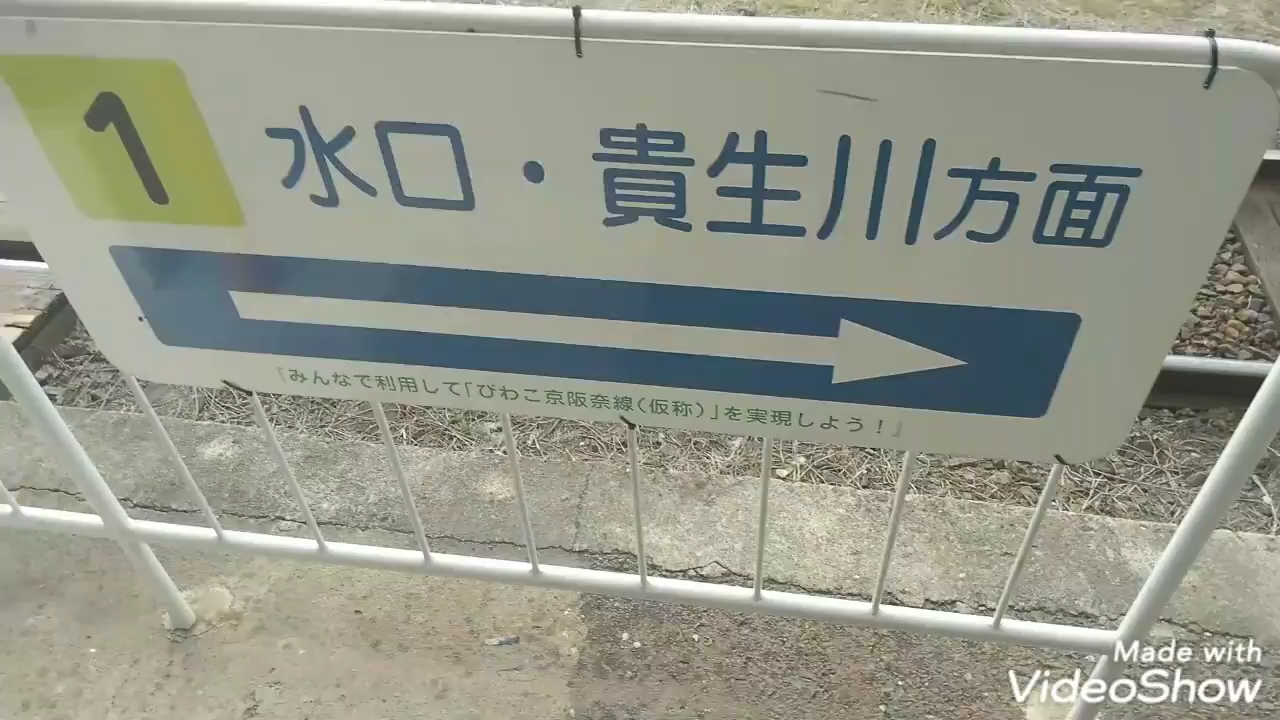 1
水口・貴生川方面
『みんなで利用して「びわこ京阪奈線(仮称)」を実現しよう!』
Made with
VideoShow